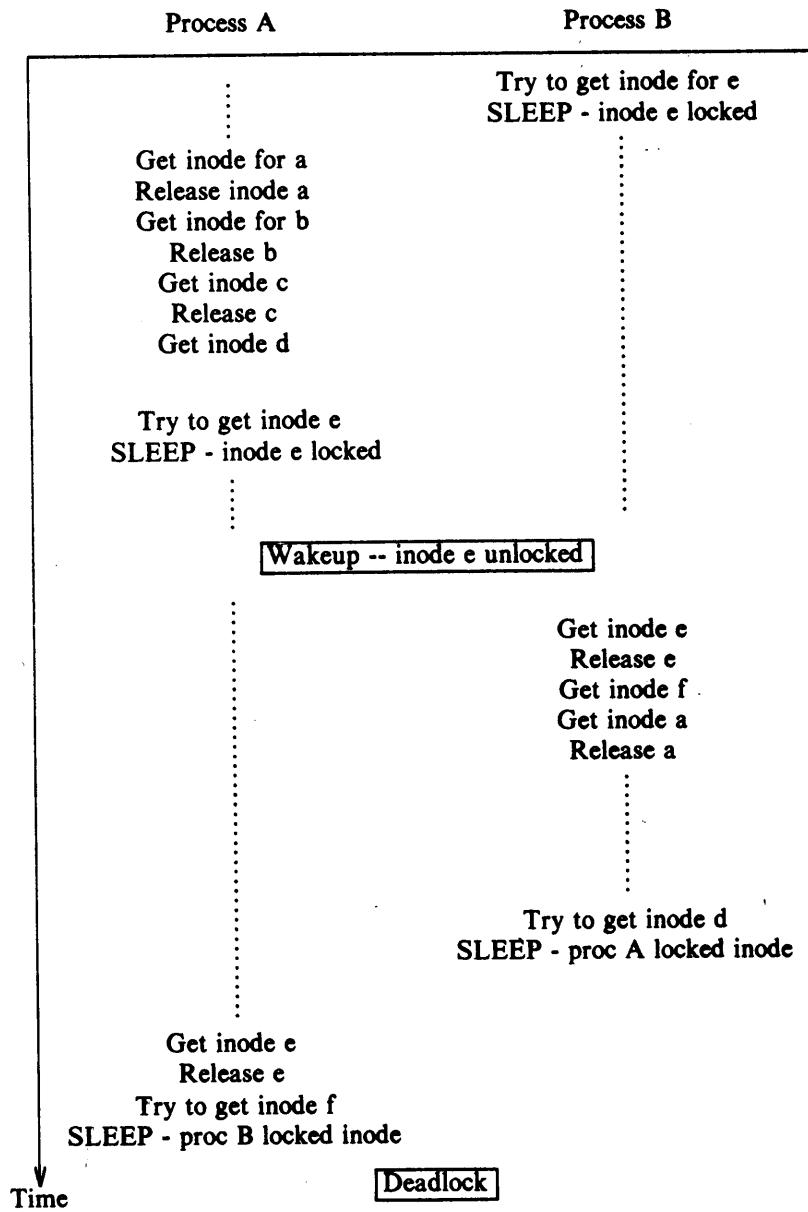 Process A
Process B
Try to get inode for e
SLEEP - inode e locked
Get inode for a
Release inode a
Get inode for b
Release b
Get inode c
Release c
Get inode d
Try to get inode e
SLEEP - inode e locked
Wakeup -- inode e unlocked
Get inode e
Release e
Get inode f
Get inode a
Release a
Try to get inode d
SLEEP - proc A locked inode
Get inode e
Release e
Try to get inode f
SLEEP - proc B locked inode
Deadlock
Time